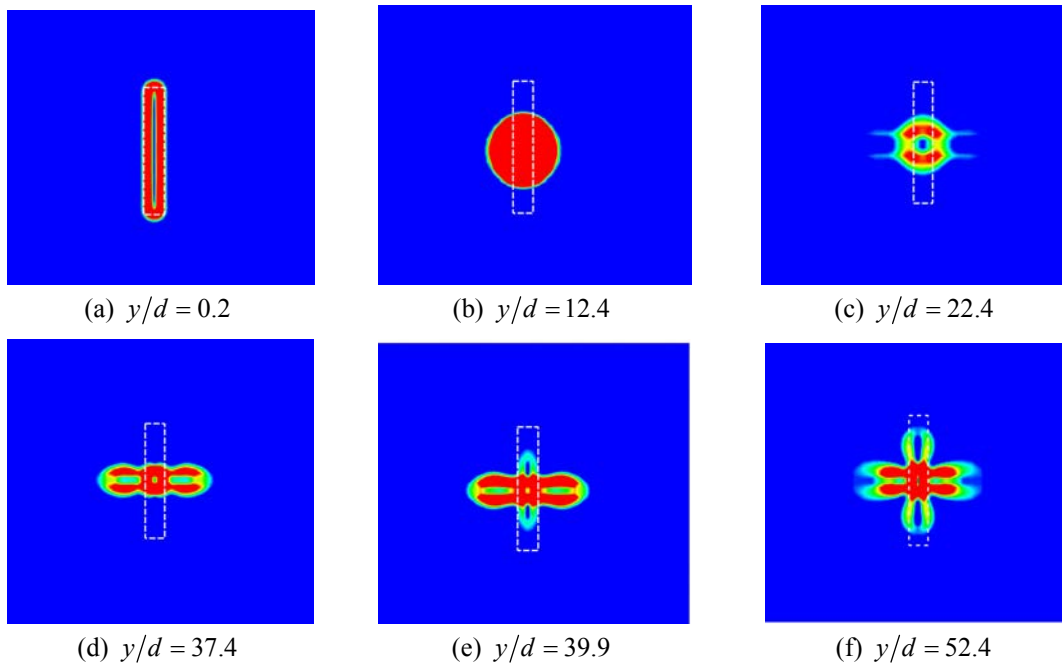 (a) y/d = 0.2
(b) y/d = 12.4
(c) y/d = 22.4
(d) y/d = 37.4
(e) y/d = 39.9
(f) y/d = 52.4